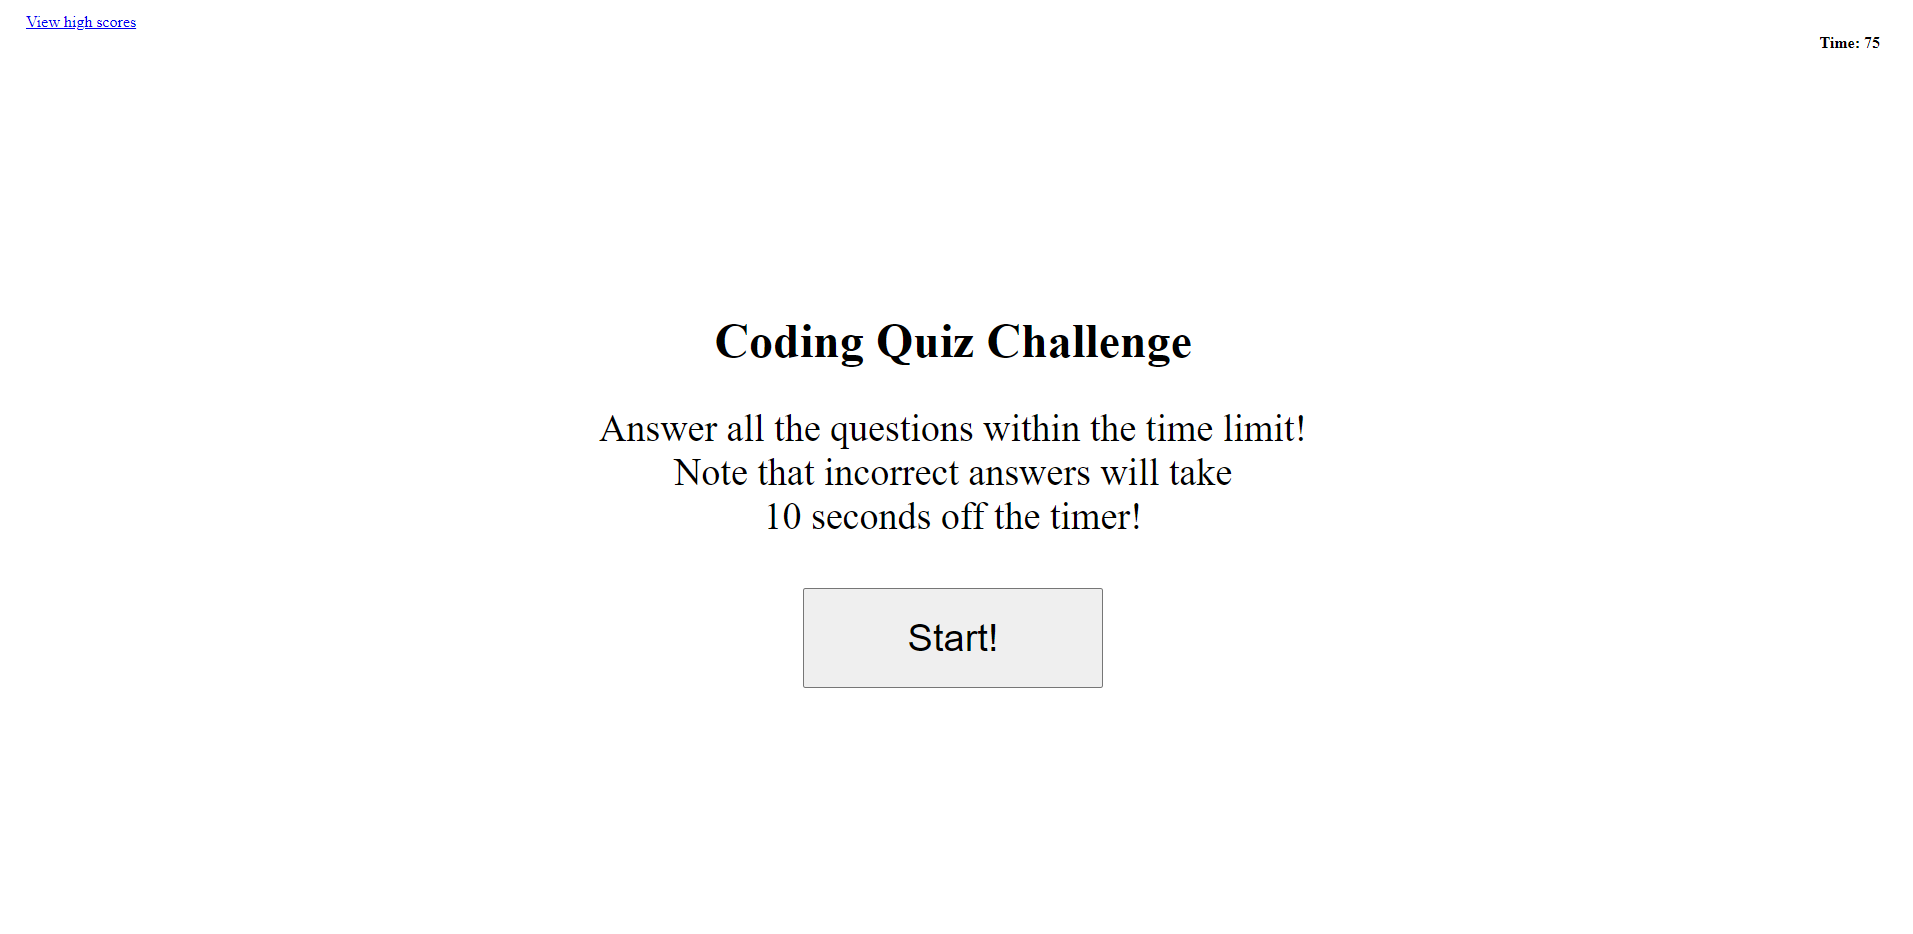 View high scores
Time: 75
Coding Quiz Challenge
Answer all the questions within the time limit!
Note that incorrect answers will take
10 seconds off the timer!
Start!